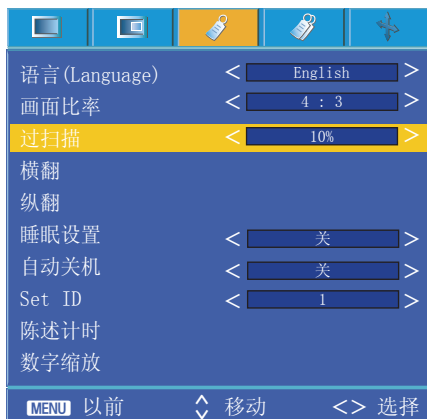 语言(Language) < English >
画面比率 < 4 : 3 >
过扫描 < 10% >
横翻
纵翻
睡眠设置 < 关 >
自动关机 < 关 >
Set ID < 1 >
陈述计时
数字缩放
MENU 以前 移动 <> 选择